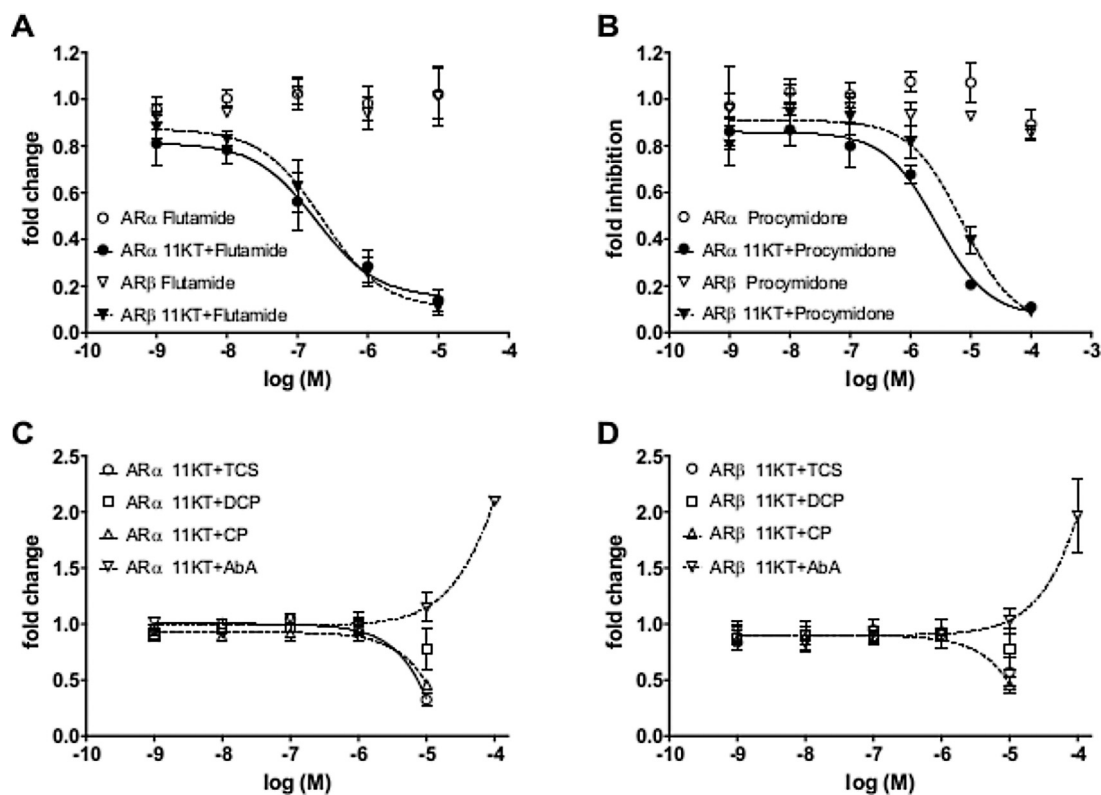 A
fold change
1.2
1.0
0.8
0.6
0.4
0.2
0.0
ARα Flutamide
ARα 11KT+Flutamide
ARβ Flutamide
ARβ 11KT+Flutamide
-10 -9 -8 -7 -6 -5 -4
log (M)
B
fold inhibition
1.2
1.0
0.8
0.6
0.4
0.2
0.0
ARα Procymidone
ARα 11KT+Procymidone
ARβ Procymidone
ARβ 11KT+Procymidone
-10 -9 -8 -7 -6 -5 -4 -3
log (M)
C
fold change
2.5
2.0
1.5
1.0
0.5
0.0
ARα 11KT+TCS
ARα 11KT+DCP
ARα 11KT+CP
ARα 11KT+AbA
-10 -9 -8 -7 -6 -5 -4
log (M)
D
fold change
2.5
2.0
1.5
1.0
0.5
0.0
ARβ 11KT+TCS
ARβ 11KT+DCP
ARβ 11KT+CP
ARβ 11KT+AbA
-10 -9 -8 -7 -6 -5 -4
log (M)